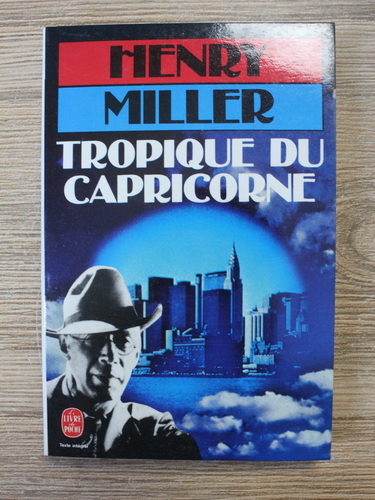 HENRY
MILLER
TROPIQUE DU
CAPRICORNE
LE
LIVRE
DE
POCHE
Texte intégral